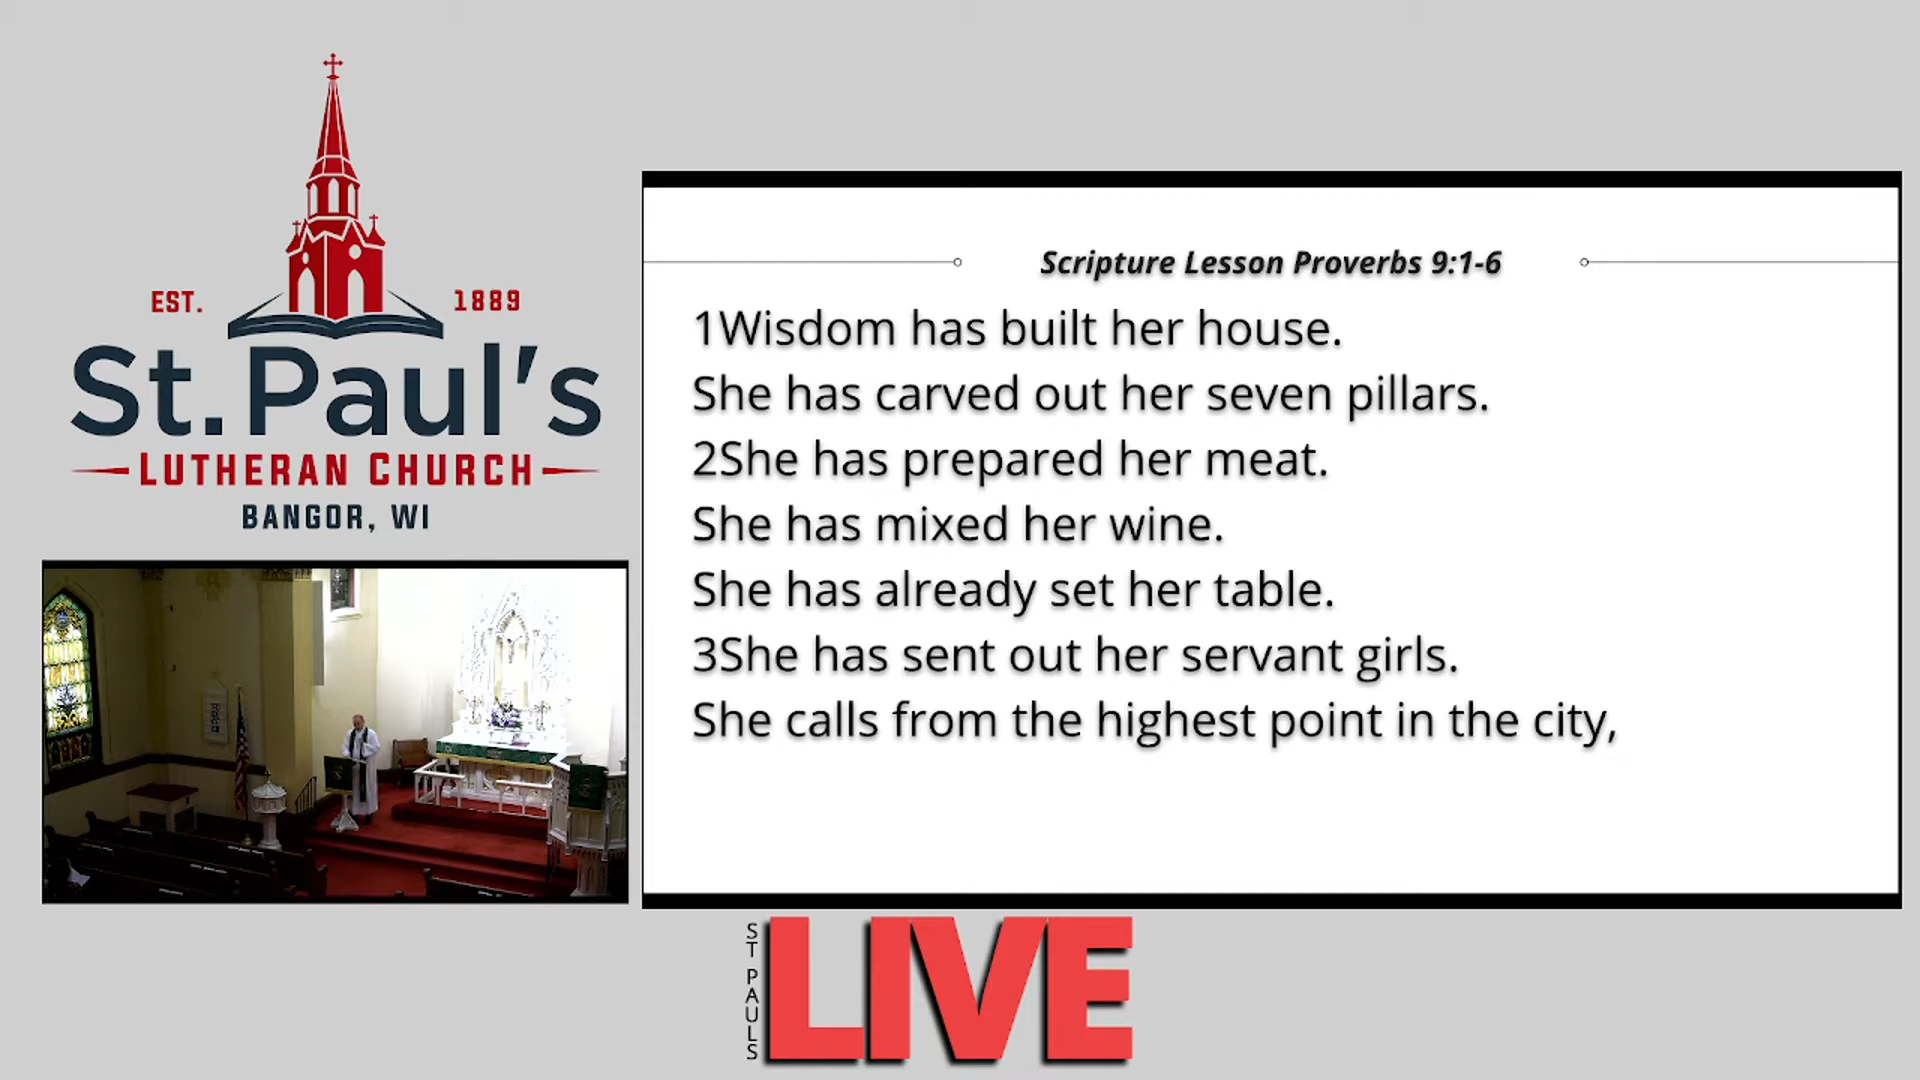 EST. 1889
St. Paul's
LUTHERAN CHURCH
BANGOR, WI
Scripture Lesson Proverbs 9:1-6
1Wisdom has built her house.
She has carved out her seven pillars.
2She has prepared her meat.
She has mixed her wine.
She has already set her table.
3She has sent out her servant girls.
She calls from the highest point in the city,
ST PAULS
LIVE